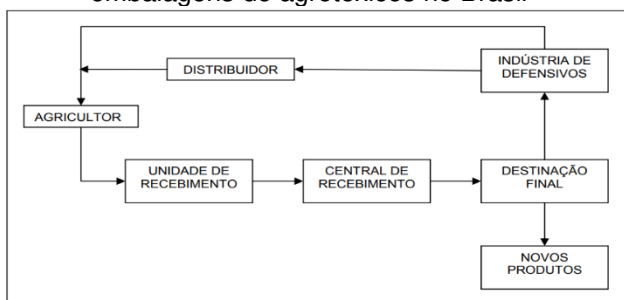 embalagens de agrotóxicos no Brasil
INDÚSTRIA DE
DEFENSIVOS
DISTRIBUIDOR
AGRICULTOR
UNIDADE DE
RECEBIMENTO
CENTRAL DE
RECEBIMENTO
DESTINAÇÃO
FINAL
NOVOS
PRODUTOS